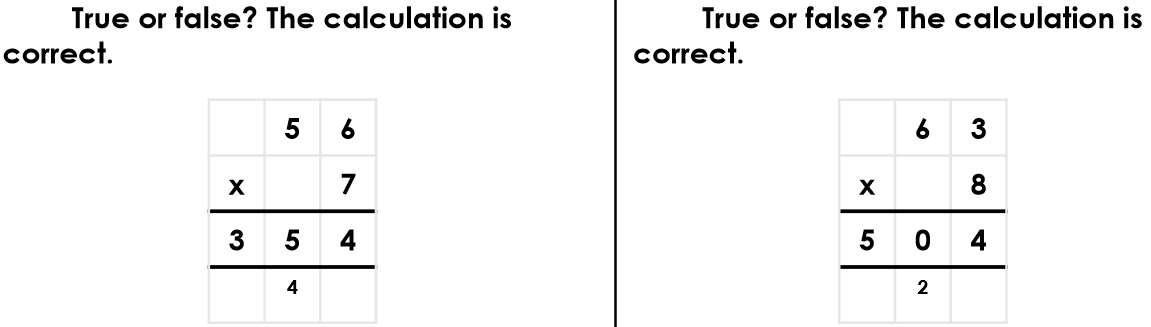 True or false? The calculation is
correct.
5 6
x 7
3 5 4
4
True or false? The calculation is
correct.
6 3
x 8
5 0 4
2